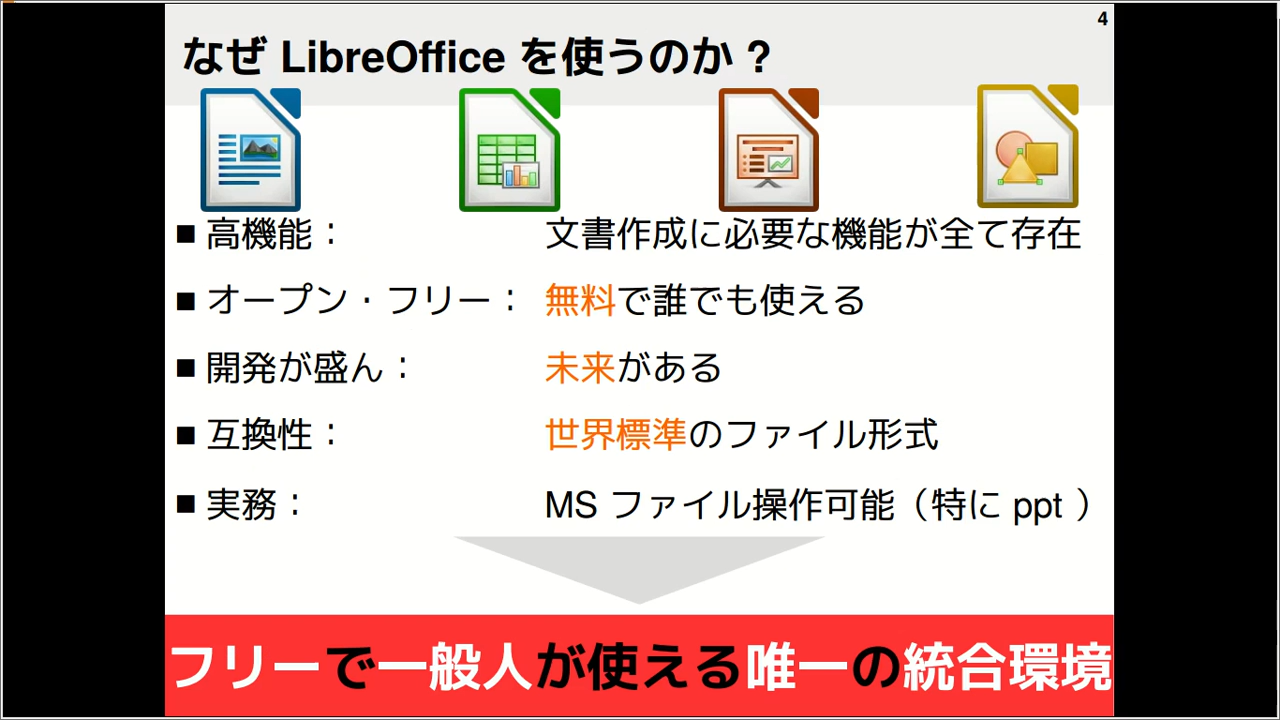 4
なぜ LibreOffice を使うのか？
■ 高機能： 文書作成に必要な機能が全て存在
■ オープン・フリー： 無料で誰でも使える
■ 開発が盛ん： 未来がある
■ 互換性： 世界標準のファイル形式
■ 実務： MS ファイル操作可能（特に ppt ）
フリーで一般人が使える唯一の統合環境